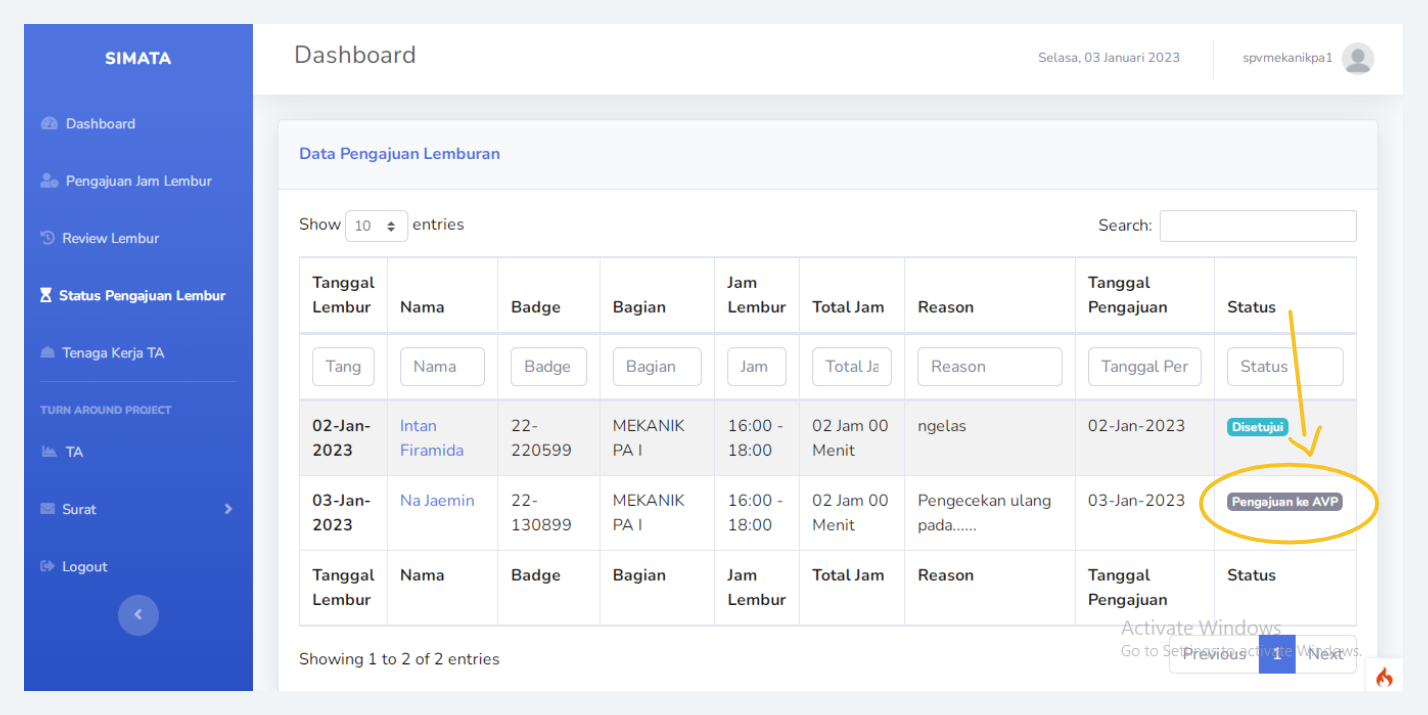 SIMATA
Dashboard
Pengajuan Jam Lembur
Review Lembur
Status Pengajuan Lembur
Tenaga Kerja TA
TURN AROUND PROJECT
TA
Surat
Logout
Dashboard
Selasa, 03 Januari 2023
spvmekanikpa1
Data Pengajuan Lemburan
Show 10 entries
Search:
Tanggal Lembur
Nama
Badge
Bagian
Jam Lembur
Total Jam
Reason
Tanggal Pengajuan
Status
Tang
Nama
Badge
Bagian
Jam
Total Ja
Reason
Tanggal Per
Status
02-Jan-2023
Intan Firamida
22-220599
MEKANIK PA I
16:00 - 18:00
02 Jam 00 Menit
ngelas
02-Jan-2023
Disetujui
03-Jan-2023
Na Jaemin
22-130899
MEKANIK PA I
16:00 - 18:00
02 Jam 00 Menit
Pengecekan ulang pada......
03-Jan-2023
Pengajuan ke AVP
Tanggal Lembur
Nama
Badge
Bagian
Jam Lembur
Total Jam
Reason
Tanggal Pengajuan
Status
Showing 1 to 2 of 2 entries
Previous
1
Next
Activate Windows
Go to Settings to activate Windows.